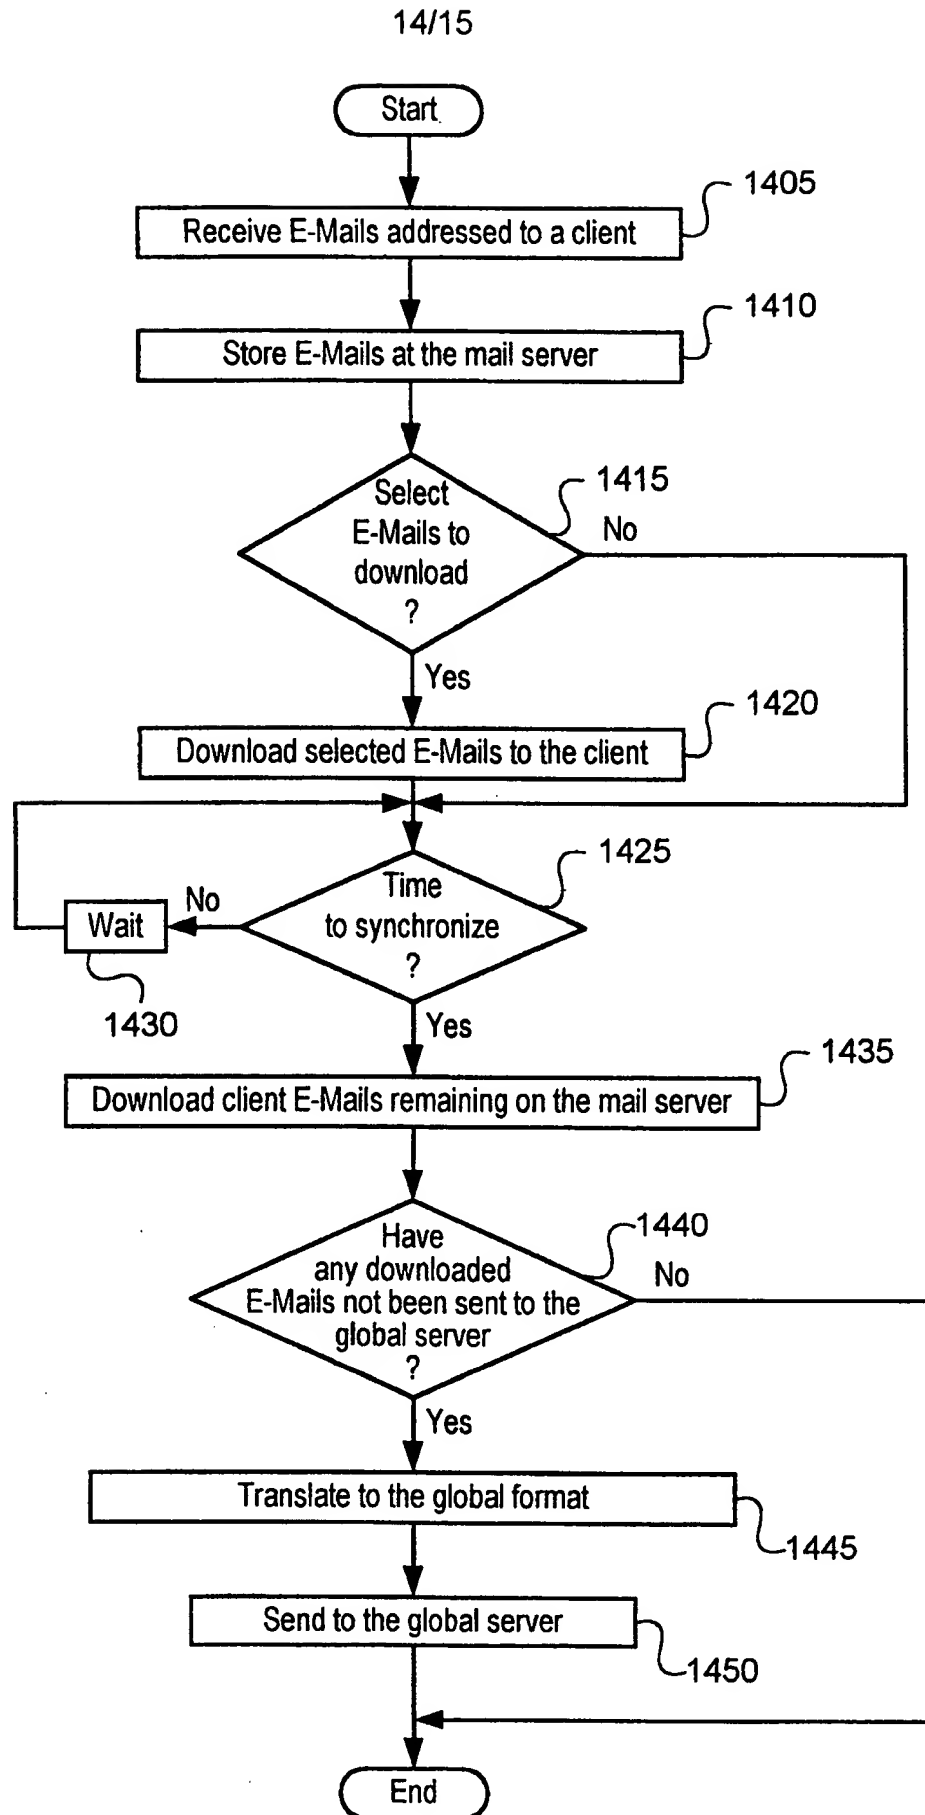 14/15
Start
1405
Receive E-Mails addressed to a client
1410
Store E-Mails at the mail server
1415
Select
E-Mails to
download
?
No
Yes
1420
Download selected E-Mails to the client
1425
Time
to synchronize
?
No
Wait
1430
Yes
1435
Download client E-Mails remaining on the mail server
1440
Have
any downloaded
E-Mails not been sent to the
global server
?
No
Yes
Translate to the global format
1445
Send to the global server
1450
End